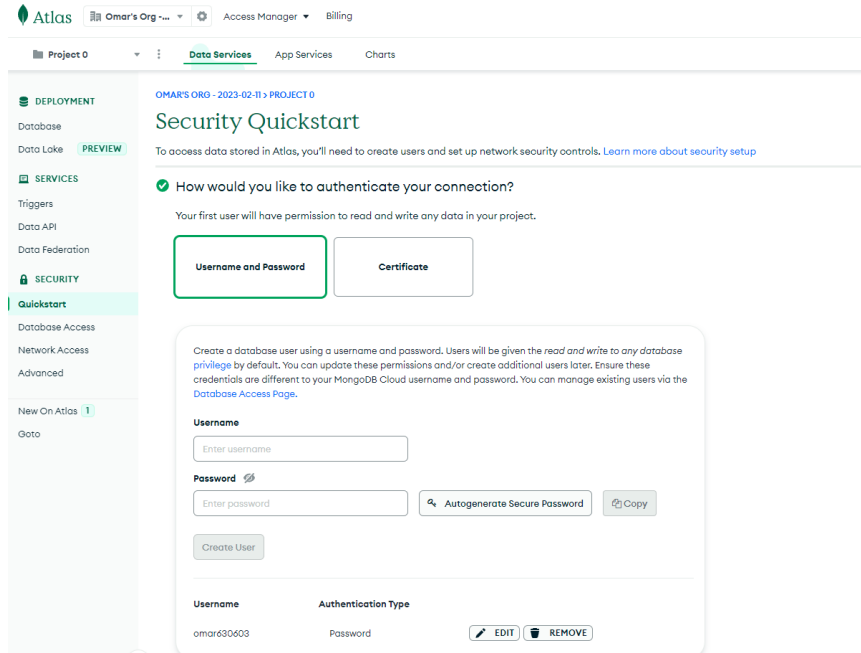 Atlas
Omar's Org -...
Access Manager
Billing
Project 0
Data Services
App Services
Charts
DEPLOYMENT
Database
Data Lake
PREVIEW
SERVICES
Triggers
Data API
Data Federation
SECURITY
Quickstart
Database Access
Network Access
Advanced
New On Atlas 1
Goto
OMAR'S ORG - 2023-02-11 > PROJECT 0
Security Quickstart
To access data stored in Atlas, you'll need to create users and set up network security controls. Learn more about security setup
How would you like to authenticate your connection?
Your first user will have permission to read and write any data in your project.
Username and Password
Certificate
Create a database user using a username and password. Users will be given the read and write to any database
privilege by default. You can update these permissions and/or create additional users later. Ensure these
credentials are different to your MongoDB Cloud username and password. You can manage existing users via the
Database Access Page.
Username
Enter username
Password
Enter password
Autogenerate Secure Password
Copy
Create User
Username
Authentication Type
omar630603
Password
EDIT
REMOVE